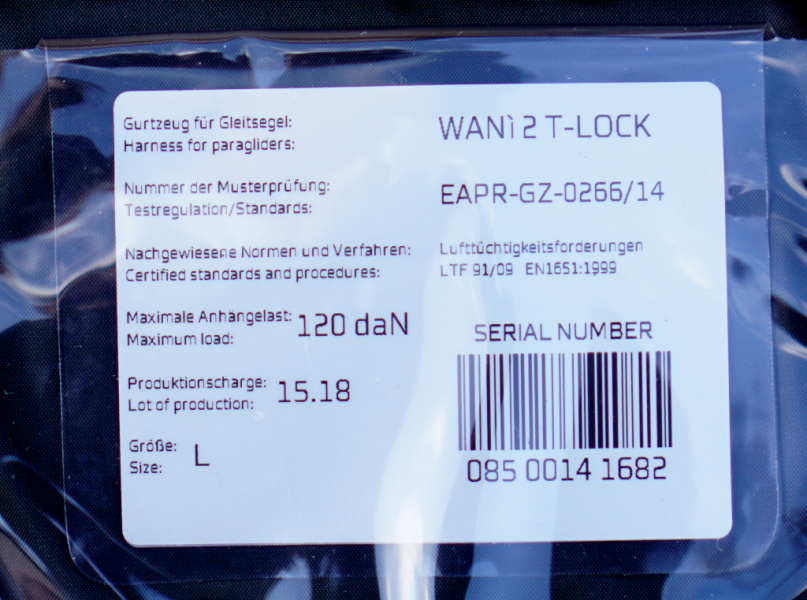 Gurtzeug für Gleitsegel:
Harness for paragliders:
WANì 2 T-LOCK
Nummer der Musterprüfung:
Testregulation/Standards:
EAPR-GZ-0266/14
Nachgewiesene Normen und Verfahren:
Certified standards and procedures:
Lufttüchtigkeitsforderungen
LTF 91/09 EN1651:1999
Maximale Anhängelast:
Maximum load:
120 daN
Produktionscharge:
Lot of production:
15.18
Größe:
Size:
L
SERIAL NUMBER
085 0014 1682